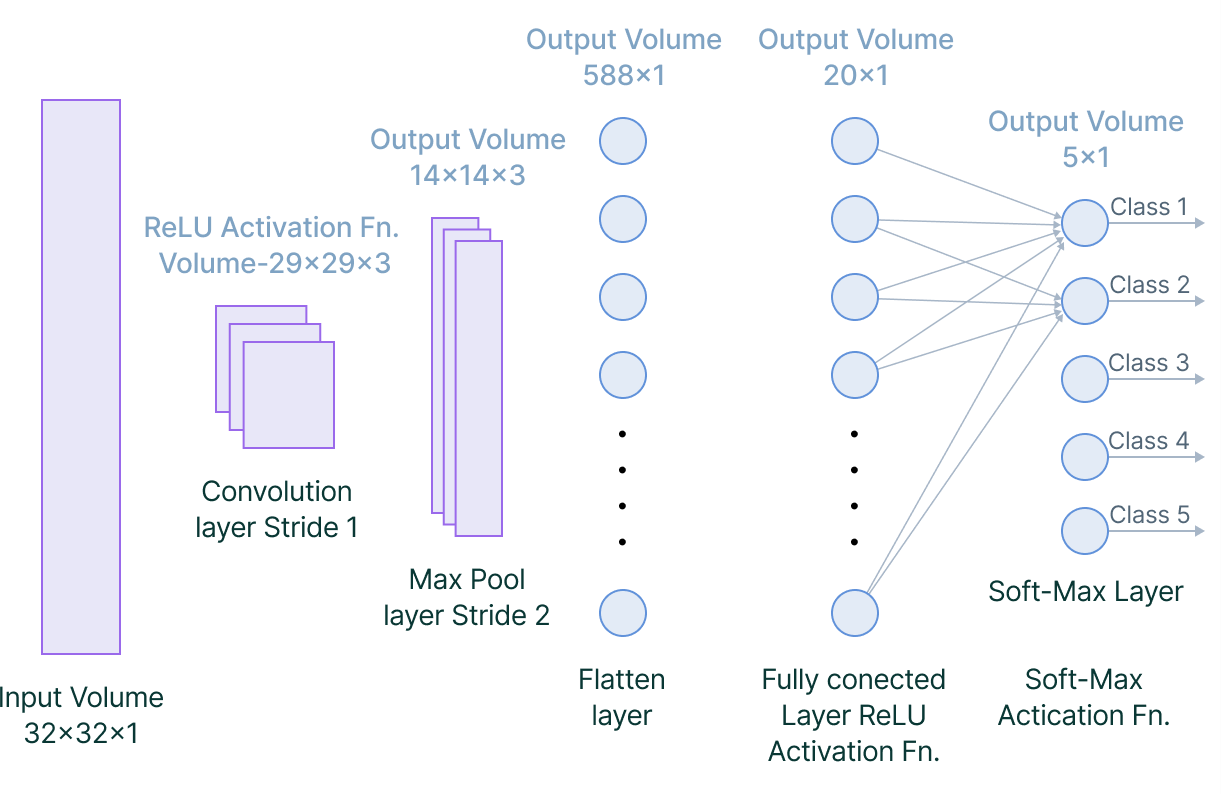 Output Volume
588×1
Output Volume
20×1
Output Volume
14×14×3
Output Volume
5×1
ReLU Activation Fn.
Volume-29×29×3
Class 1
Class 2
Class 3
Class 4
Class 5
Convolution
layer Stride 1
Max Pool
layer Stride 2
Soft-Max Layer
Input Volume
32×32×1
Flatten
layer
Fully conected
Layer ReLU
Activation Fn.
Soft-Max
Actication Fn.